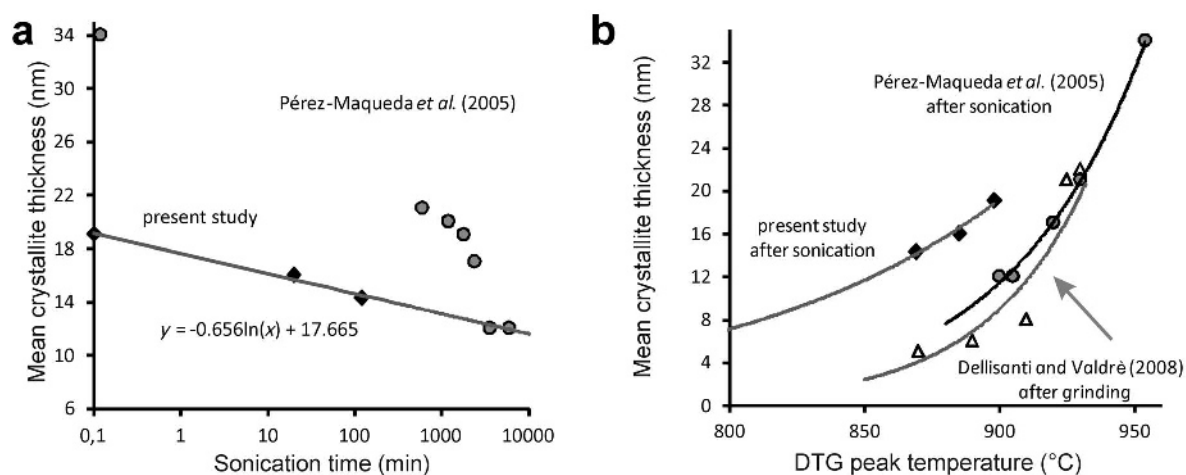 a
Mean crystallite thickness (nm)
34
30
26
22
18
14
10
6
Pérez-Maqueda et al. (2005)
present study
y = -0.656ln(x) + 17.665
0,1
1
10
100
1000
10000
Sonication time (min)
b
Mean crystallite thickness (nm)
32
28
24
20
16
12
8
4
0
Pérez-Maqueda et al. (2005)
after sonication
present study
after sonication
Dellisanti and Valdrè (2008)
after grinding
800
850
900
950
DTG peak temperature (°C)